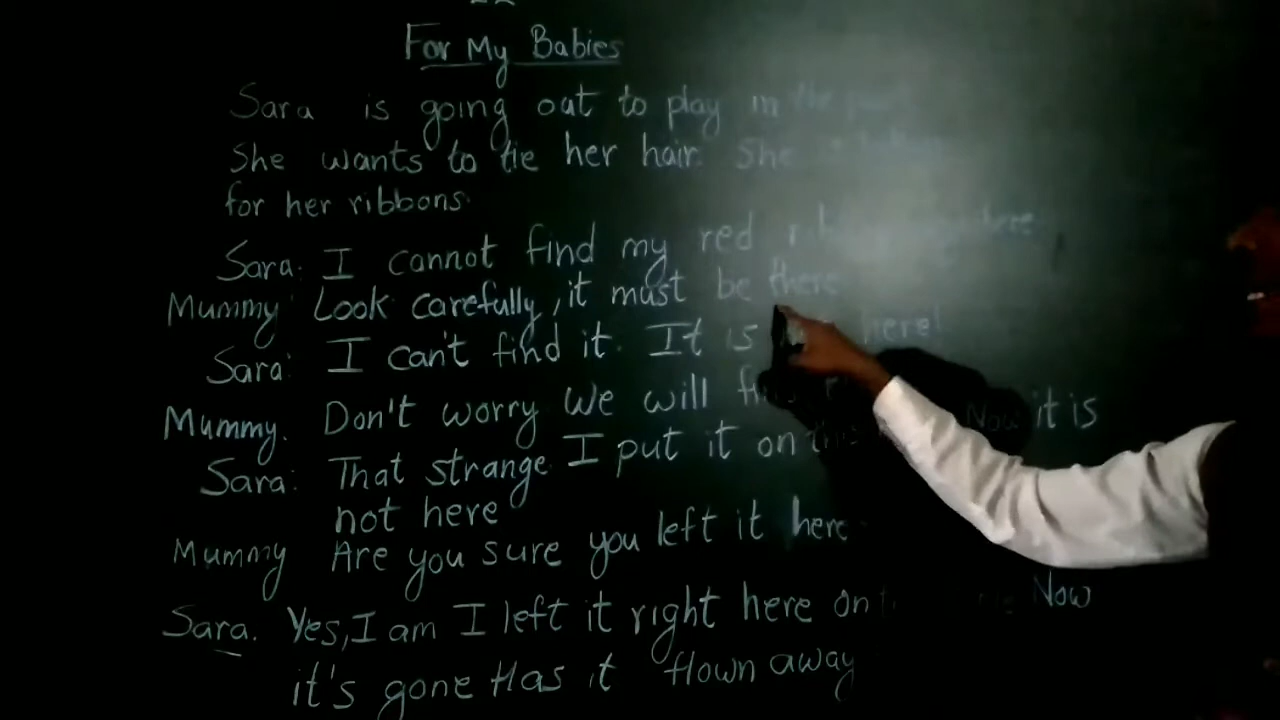 For My Babies
Sara is going out to play in the
She wants to tie her hair. She
for her ribbons.
Sara: I cannot find my red
Mummy Look carefully, it must be there
Sara: I can't find it. It is here!
Mummy. Don't worry We will
Sara: That strange I put it on Now it is
not here
Mummy Are you sure you left it here
Sara. Yes, I am I left it right here on Now
it's gone Has it flown away